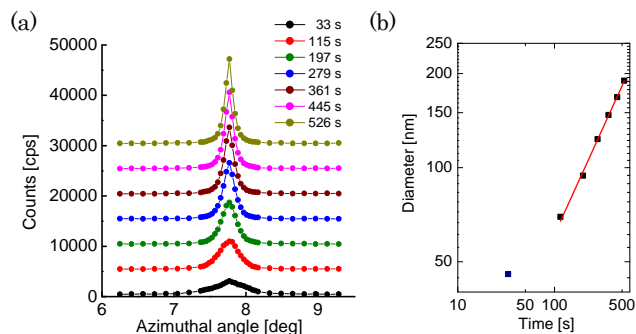 (a)
50000
40000
30000
20000
10000
0
6
7
8
9
Counts [cps]
Azimuthal angle [deg]
33 s
115 s
197 s
279 s
361 s
445 s
526 s
(b)
250
200
150
100
50
10
50
100
500
Diameter [nm]
Time [s]